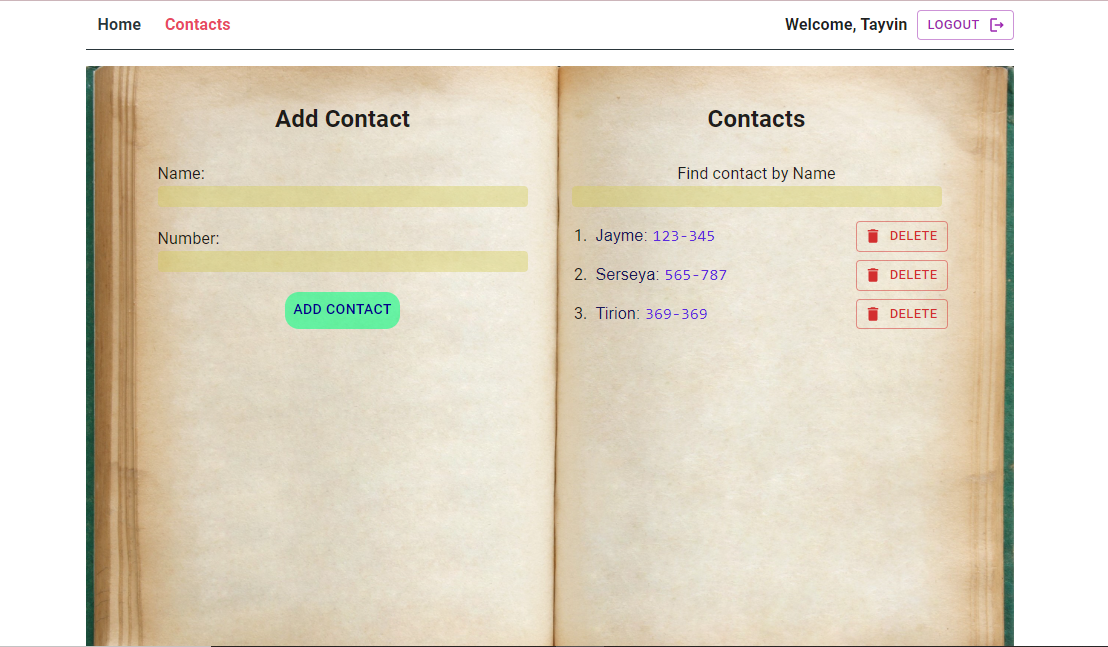 Home Contacts Welcome, Tayvin LOGOUT
Add Contact
Name:
Number:
ADD CONTACT
Contacts
Find contact by Name
1. Jayme: 123-345 DELETE
2. Serseya: 565-787 DELETE
3. Tirion: 369-369 DELETE